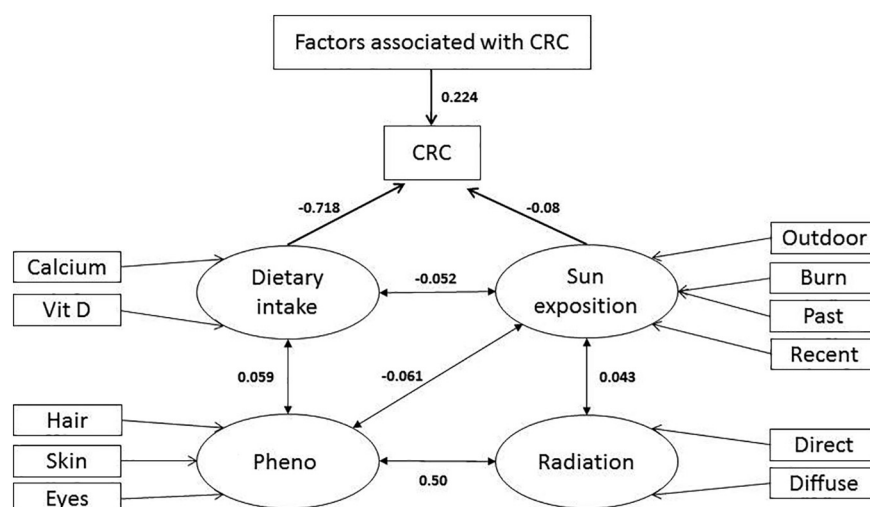 Factors associated with CRC
0.224
CRC
-0.718
-0.08
Outdoor
Calcium
Dietary
intake
-0.052
Sun
exposition
Burn
Vit D
Past
Recent
0.059
-0.061
0.043
Hair
Skin
Pheno
Radiation
Direct
0.50
Diffuse
Eyes